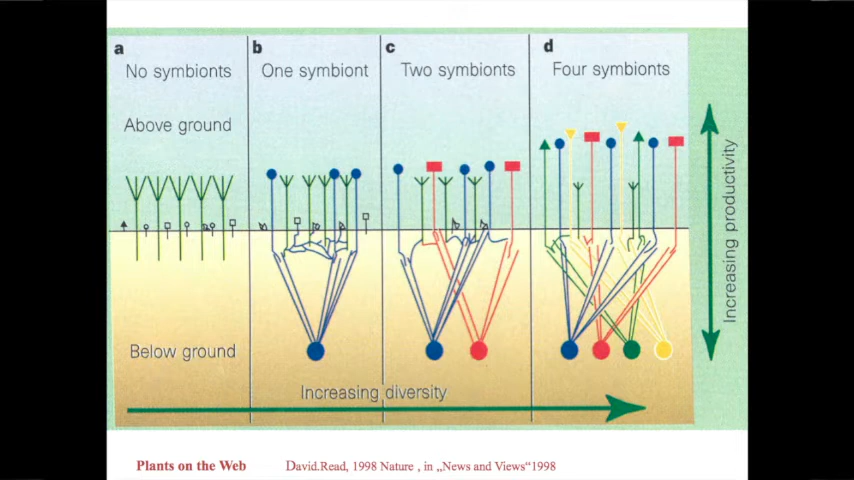 a
No symbionts
b
One symbiont
c
Two symbionts
d
Four symbionts
Above ground
Below ground
Increasing diversity
Increasing productivity
Plants on the Web David.Read, 1998 Nature , in „News and Views“1998